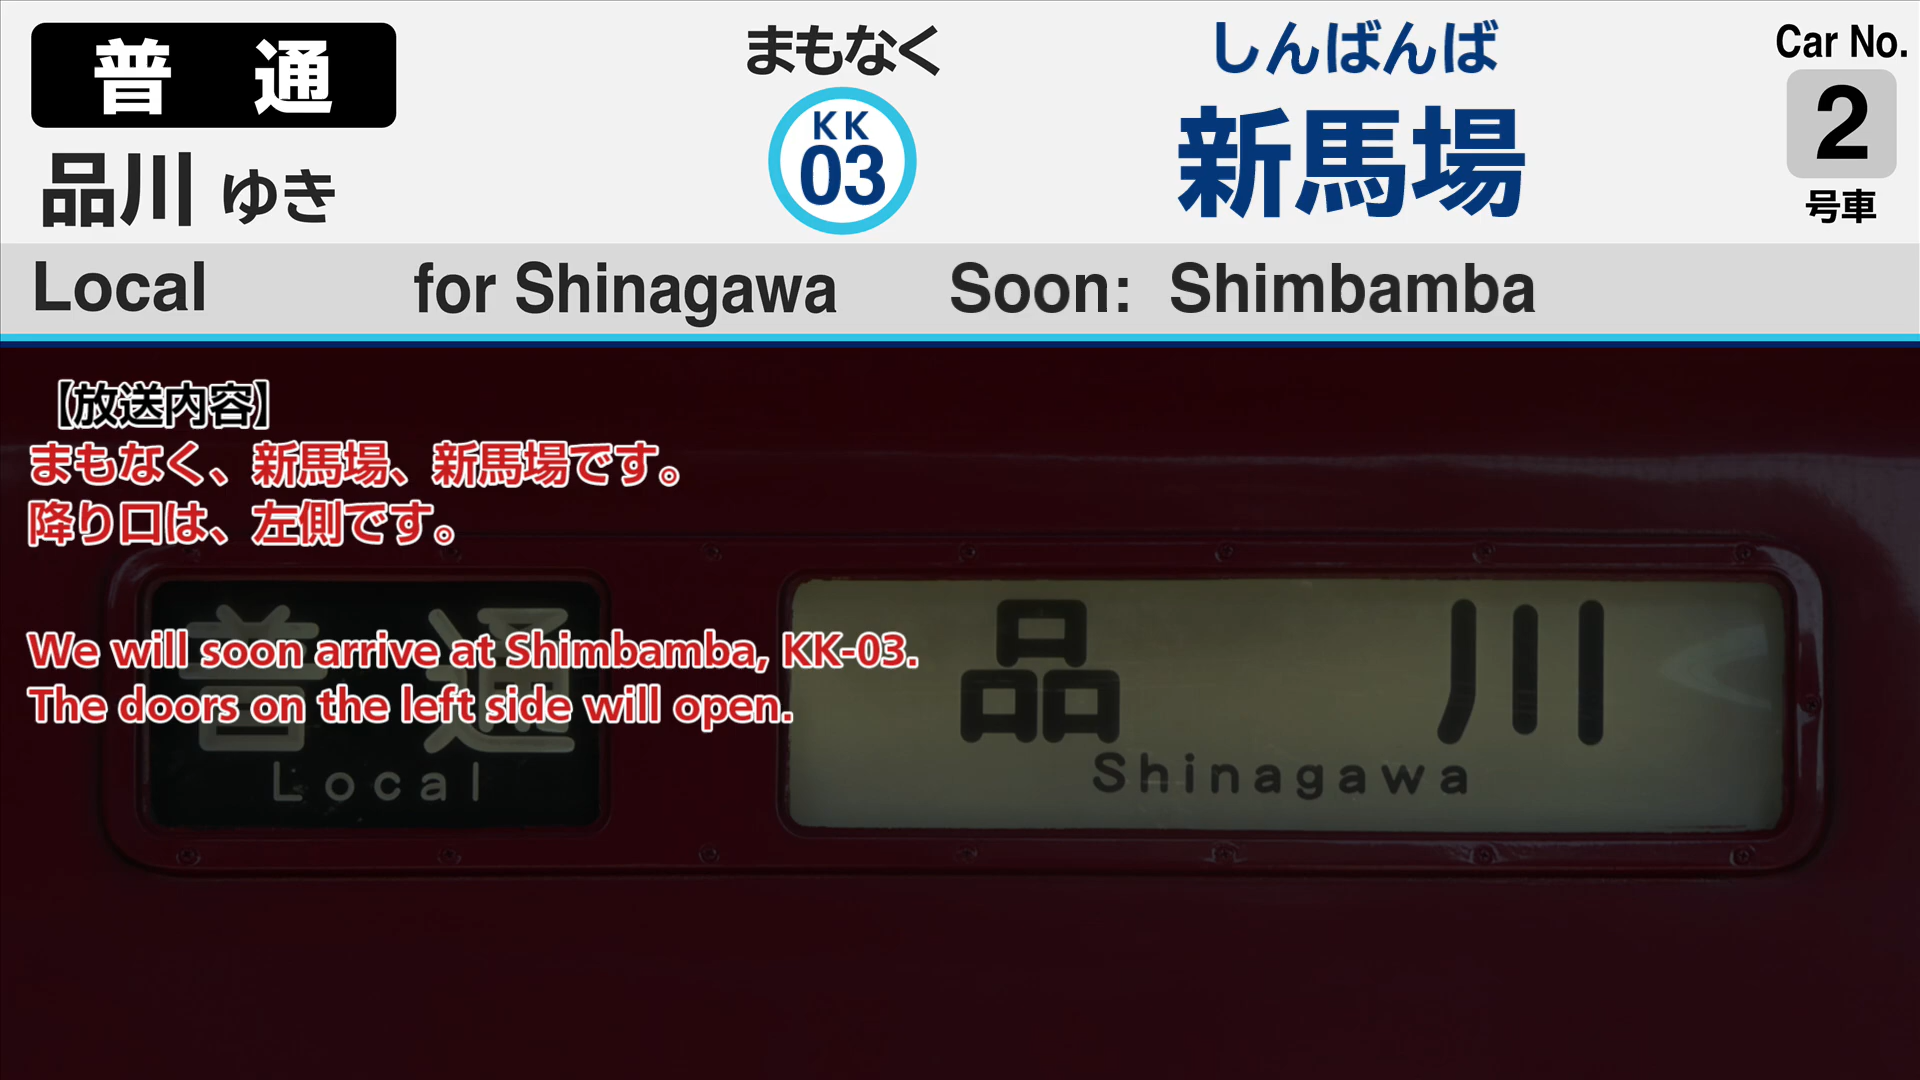 普通
品川 ゆき
まもなく
KK
03
しんばんば
新馬場
Car No.
2
号車
Local for Shinagawa Soon: Shimbamba
【放送内容】
まもなく、新馬場、新馬場です。
降り口は、左側です。
We will soon arrive at Shimbamba, KK-03.
The doors on the left side will open.
普通
Local
品川
Shinagawa